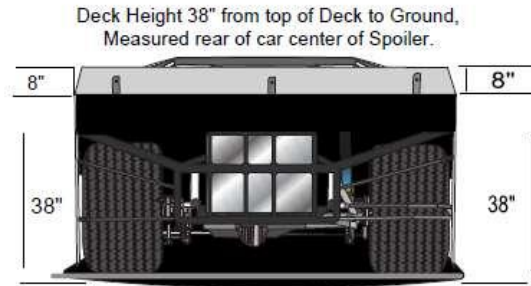 Deck Height 38" from top of Deck to Ground,
Measured rear of car center of Spoiler.
8" 8"
38" 38"